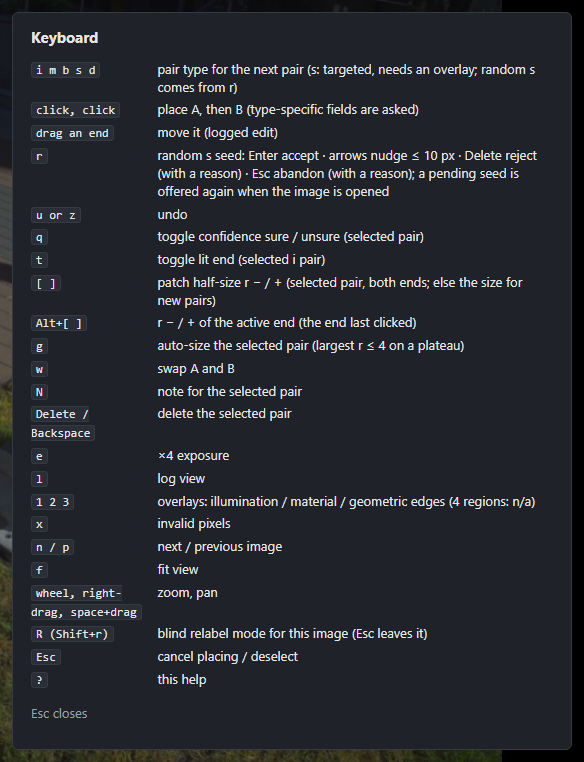 Keyboard
i m b s d pair type for the next pair (s: targeted, needs an overlay; random s
comes from r)
click, click place A, then B (type-specific fields are asked)
drag an end move it (logged edit)
r random s seed: Enter accept · arrows nudge ≤ 10 px · Delete reject
(with a reason) · Esc abandon (with a reason); a pending seed is
offered again when the image is opened
u or z undo
q toggle confidence sure / unsure (selected pair)
t toggle lit end (selected i pair)
[ ] patch half-size r − / + (selected pair, both ends; else the size for
new pairs)
Alt+[ ] r − / + of the active end (the end last clicked)
g auto-size the selected pair (largest r ≤ 4 on a plateau)
w swap A and B
N note for the selected pair
Delete / delete the selected pair
Backspace
e ×4 exposure
l log view
1 2 3 overlays: illumination / material / geometric edges (4 regions: n/a)
x invalid pixels
n / p next / previous image
f fit view
wheel, right- zoom, pan
drag, space+drag
R (Shift+r) blind relabel mode for this image (Esc leaves it)
Esc cancel placing / deselect
? this help
Esc closes